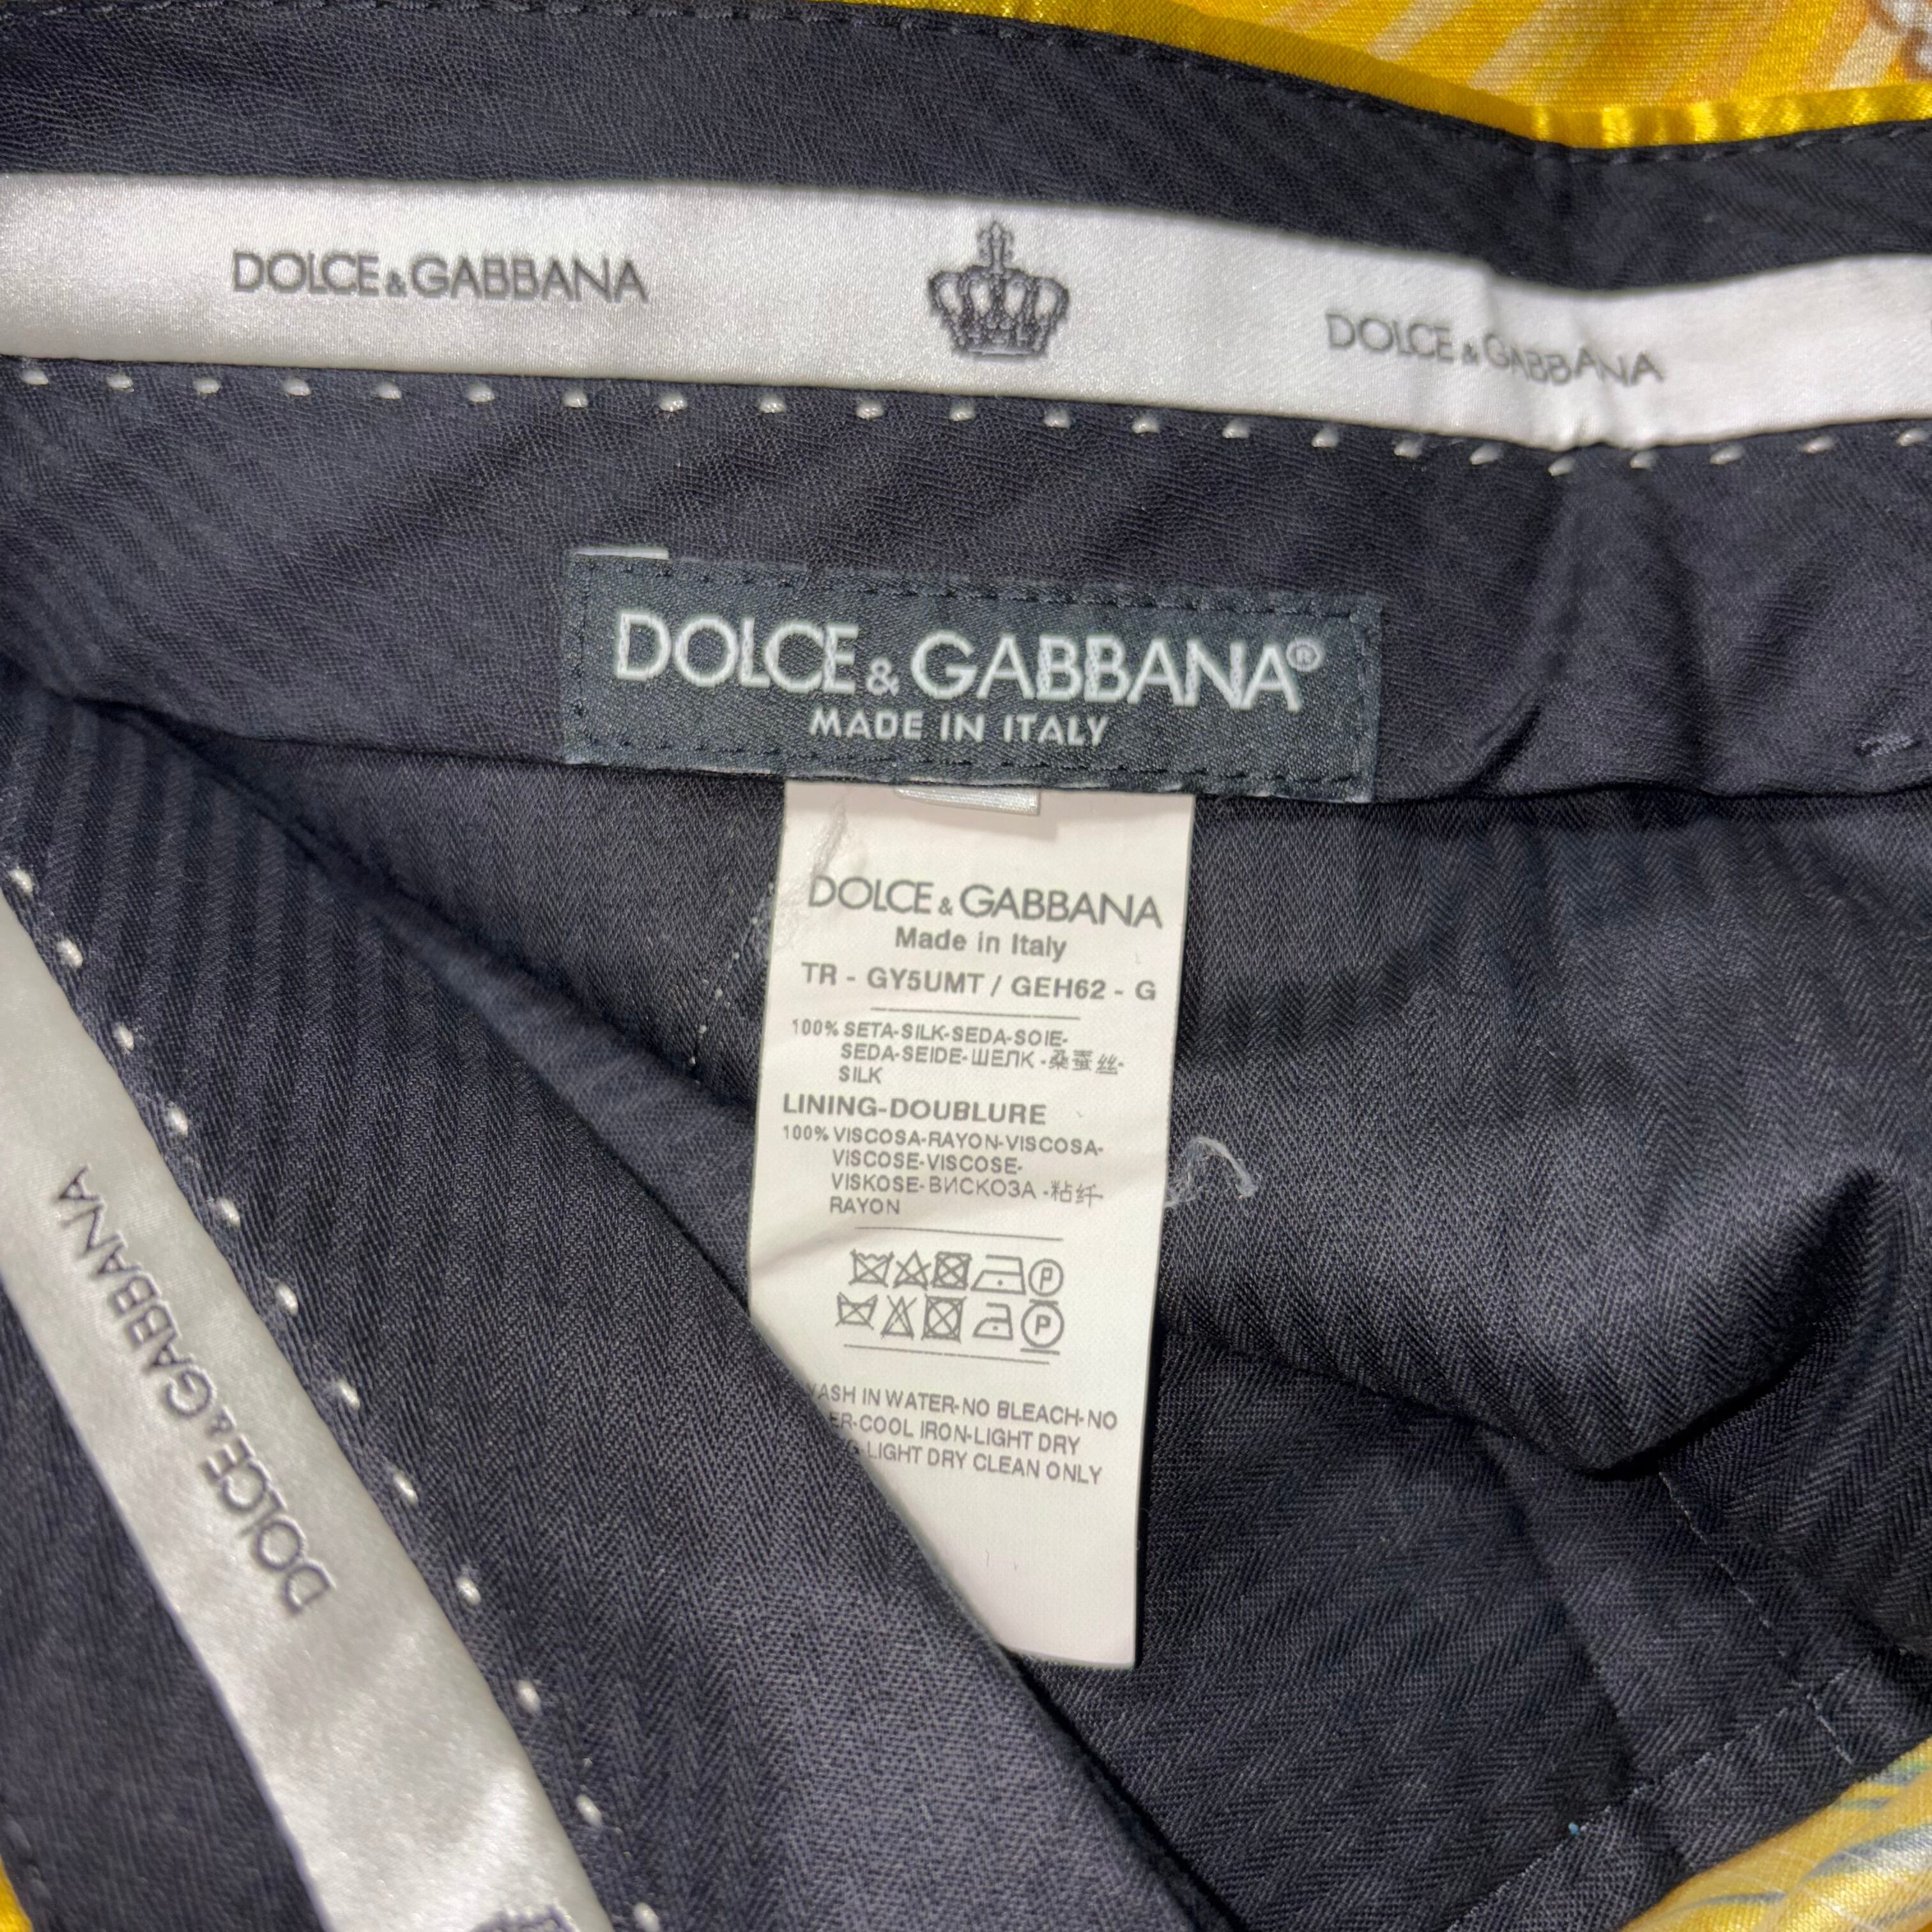 DOLCE & GABBANA
DOLCE & GABBANA
DOLCE & GABBANA®
MADE IN ITALY
DOLCE & GABBANA
Made in Italy
TR - GY5UMT / GEH62 - G
100% SETA-SILK-SEDA-SOIE-
SEDA-SEIDE-ШЕЛК -桑蚕丝-
SILK
LINING-DOUBLURE
100% VISCOSA-RAYON-VISCOSA-
VISCOSE-VISCOSE-
VISKOSE-ВИСКОЗА -粘纤-
RAYON
P
P
IN WATER-NO BLEACH-NO
COOL IRON-LIGHT DRY
LIGHT DRY CLEAN ONLY
DOLCE & GABBANA